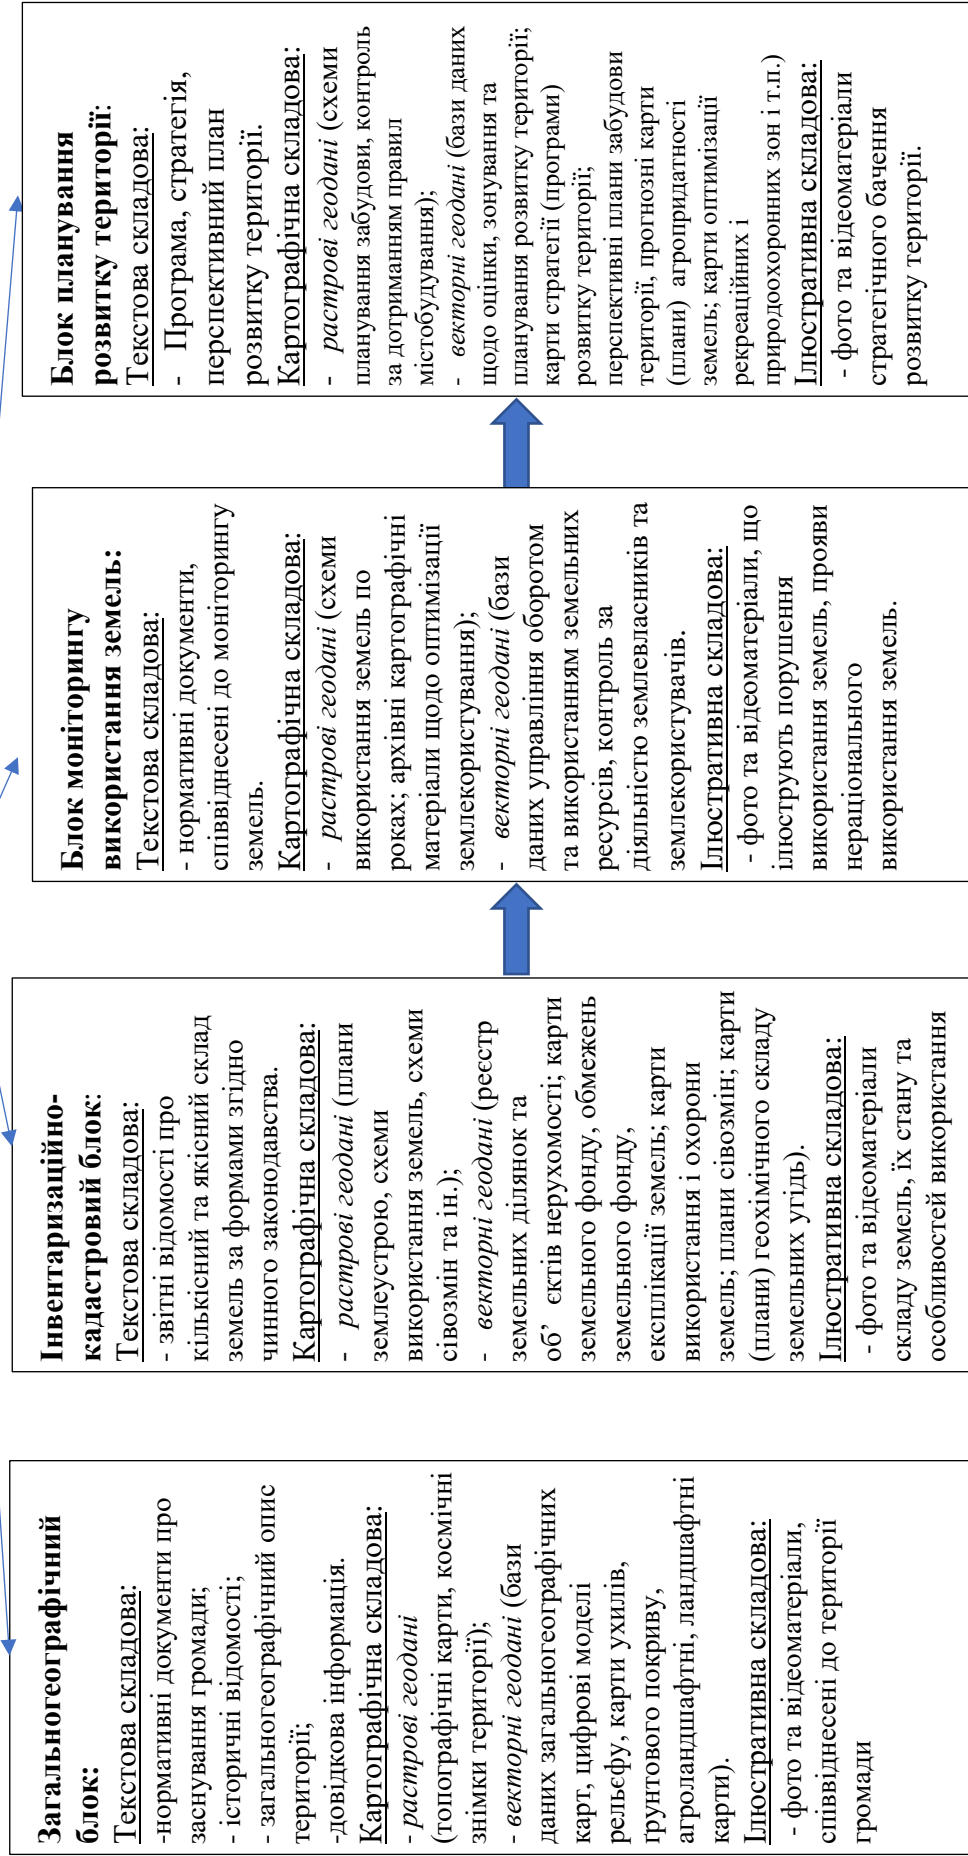 Загальногеографічний
блок:
Текстова складова:
-нормативні документи про
заснування громади;
- історичні відомості;
- загальногеографічний опис
території;
-довідкова інформація.
Картографічна складова:
- растрові геодані
(топографічні карти, космічні
знімки території);
- векторні геодані (бази
даних загальногеографічних
карт, цифрові моделі
рельєфу, карти ухилів,
ґрунтового покриву,
агроландшафтні, ландшафтні
карти).
Ілюстративна складова:
- фото та відеоматеріали,
співвіднесені до території
громади
Інвентаризаційно-
кадастровий блок:
Текстова складова:
- звітні відомості про
кількісний та якісний склад
земель за формами згідно
чинного законодавства.
Картографічна складова:
- растрові геодані (плани
землеустрою, схеми
використання земель, схеми
сівозмін та ін.);
- векторні геодані (реєстр
земельних ділянок та
об’ єктів нерухомості; карти
земельного фонду, обмежень
земельного фонду,
експлікації земель; карти
використання і охорони
земель; плани сівозмін; карти
(плани) геохімічного складу
земельних угідь).
Ілюстративна складова:
- фото та відеоматеріали
складу земель, їх стану та
особливостей використання
Блок моніторингу
використання земель:
Текстова складова:
- нормативні документи,
співвіднесені до моніторингу
земель.
Картографічна складова:
- растрові геодані (схеми
використання земель по
роках; архівні картографічні
матеріали щодо оптимізації
землекористування);
- векторні геодані (бази
даних управління оборотом
та використанням земельних
ресурсів, контроль за
діяльністю землевласників та
землекористувачів.
Ілюстративна складова:
- фото та відеоматеріали, що
ілюструють порушення
використання земель, прояви
нераціонального
використання земель.
Блок планування
розвитку території:
Текстова складова:
- Програма, стратегія,
перспективний план
розвитку території.
Картографічна складова:
- растрові геодані (схеми
планування забудови, контроль
за дотриманням правил
містобудування);
- векторні геодані (бази даних
щодо оцінки, зонування та
планування розвитку території;
карти стратегії (програми)
розвитку території;
перспективні плани забудови
території, прогнозні карти
(плани) агропридатності
земель; карти оптимізації
рекреаційних і
природоохоронних зон і т.п.)
Ілюстративна складова:
- фото та відеоматеріали
стратегічного бачення
розвитку території.